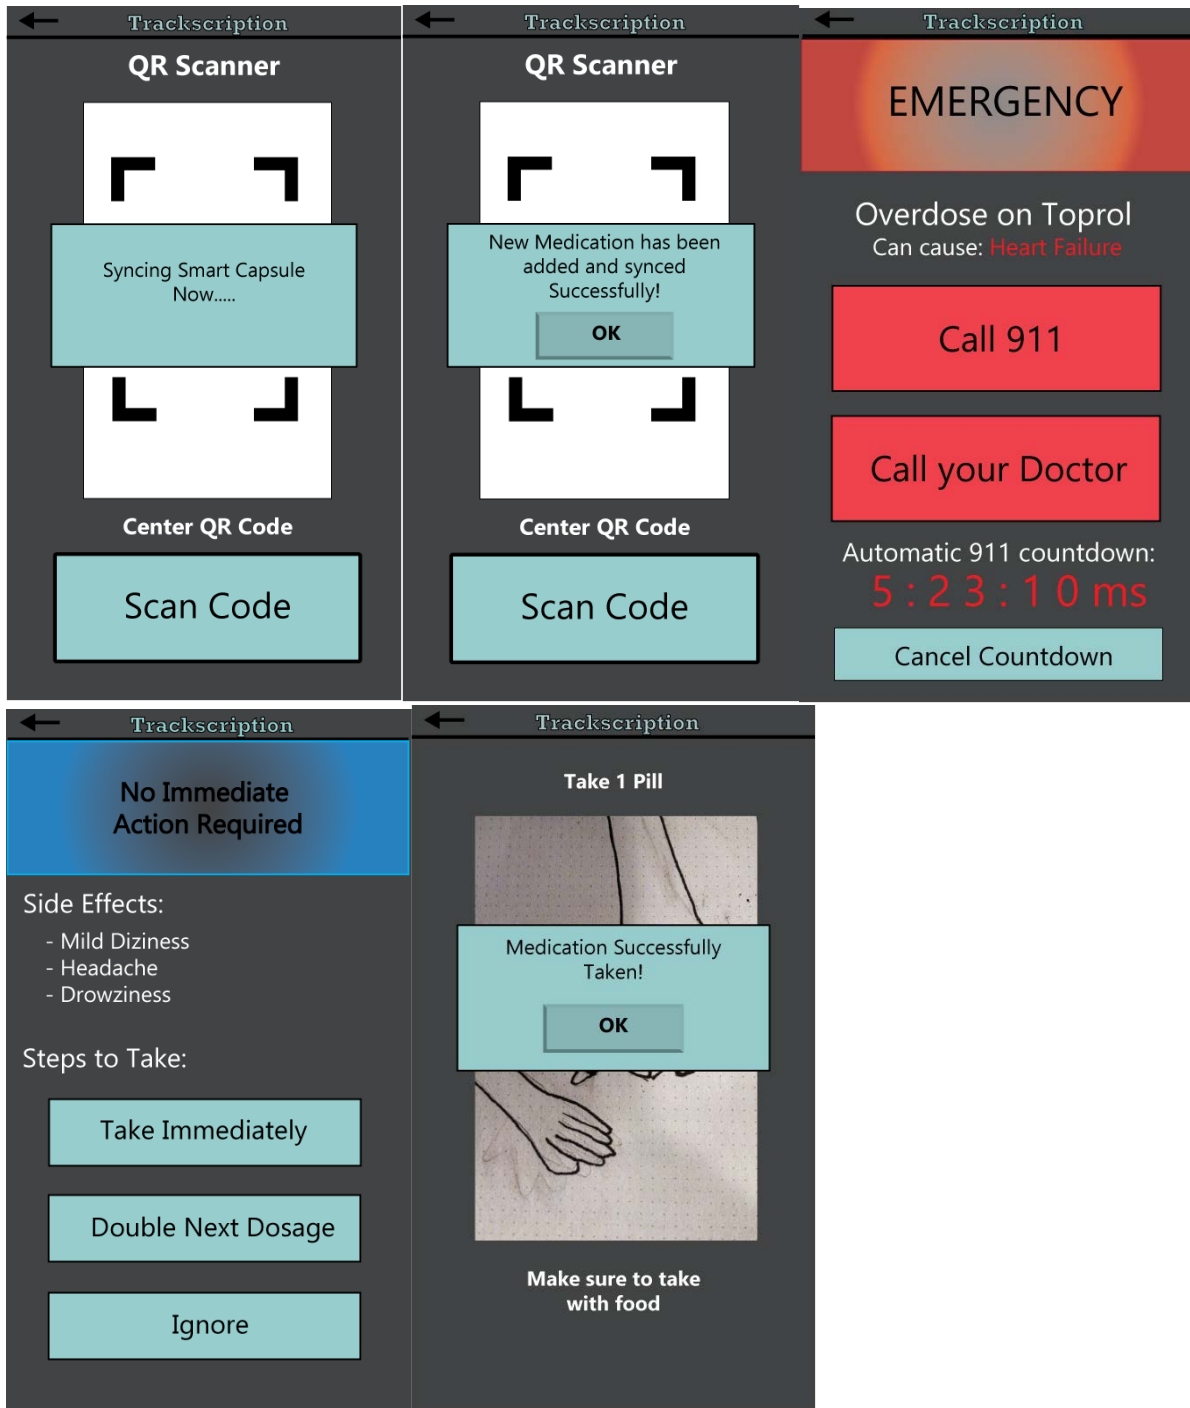 Trackscription
QR Scanner
Syncing Smart Capsule
Now.....
Center QR Code
Scan Code
Trackscription
QR Scanner
New Medication has been
added and synced
Successfully!
OK
Center QR Code
Scan Code
Trackscription
EMERGENCY
Overdose on Toprol
Can cause: Heart Failure
Call 911
Call your Doctor
Automatic 911 countdown:
5 : 2 3 : 1 0 ms
Cancel Countdown
Trackscription
No Immediate
Action Required
Side Effects:
- Mild Diziness
- Headache
- Drowziness
Steps to Take:
Take Immediately
Double Next Dosage
Ignore
Trackscription
Take 1 Pill
Medication Successfully
Taken!
OK
Make sure to take
with food